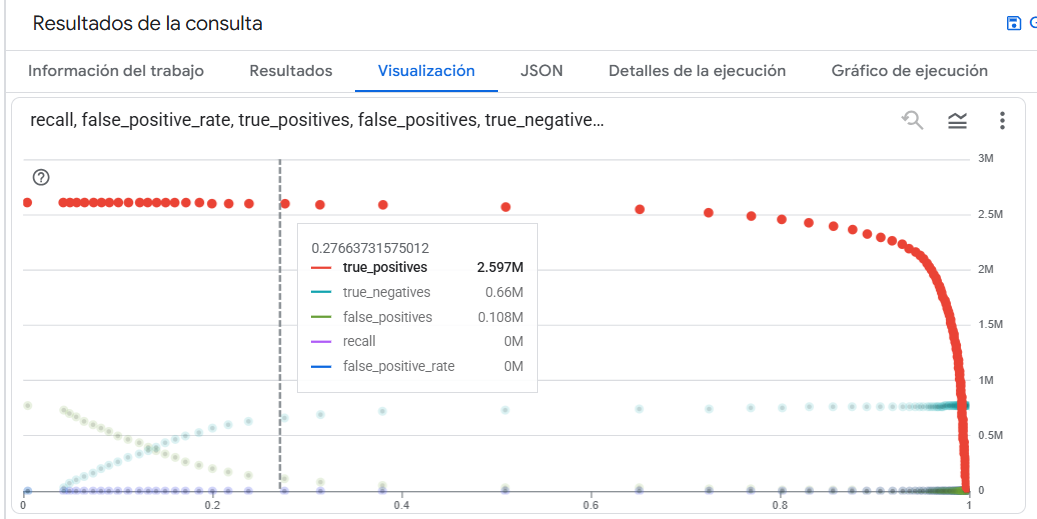 Resultados de la consulta
G
Información del trabajo Resultados Visualización JSON Detalles de la ejecución Gráfico de ejecución
recall, false_positive_rate, true_positives, false_positives, true_negative...
3M
2.5M
2M
1.5M
1M
0.5M
0
0.27663731575012
true_positives 2.597M
true_negatives 0.66M
false_positives 0.108M
recall 0M
false_positive_rate 0M
0 0.2 0.4 0.6 0.8 1